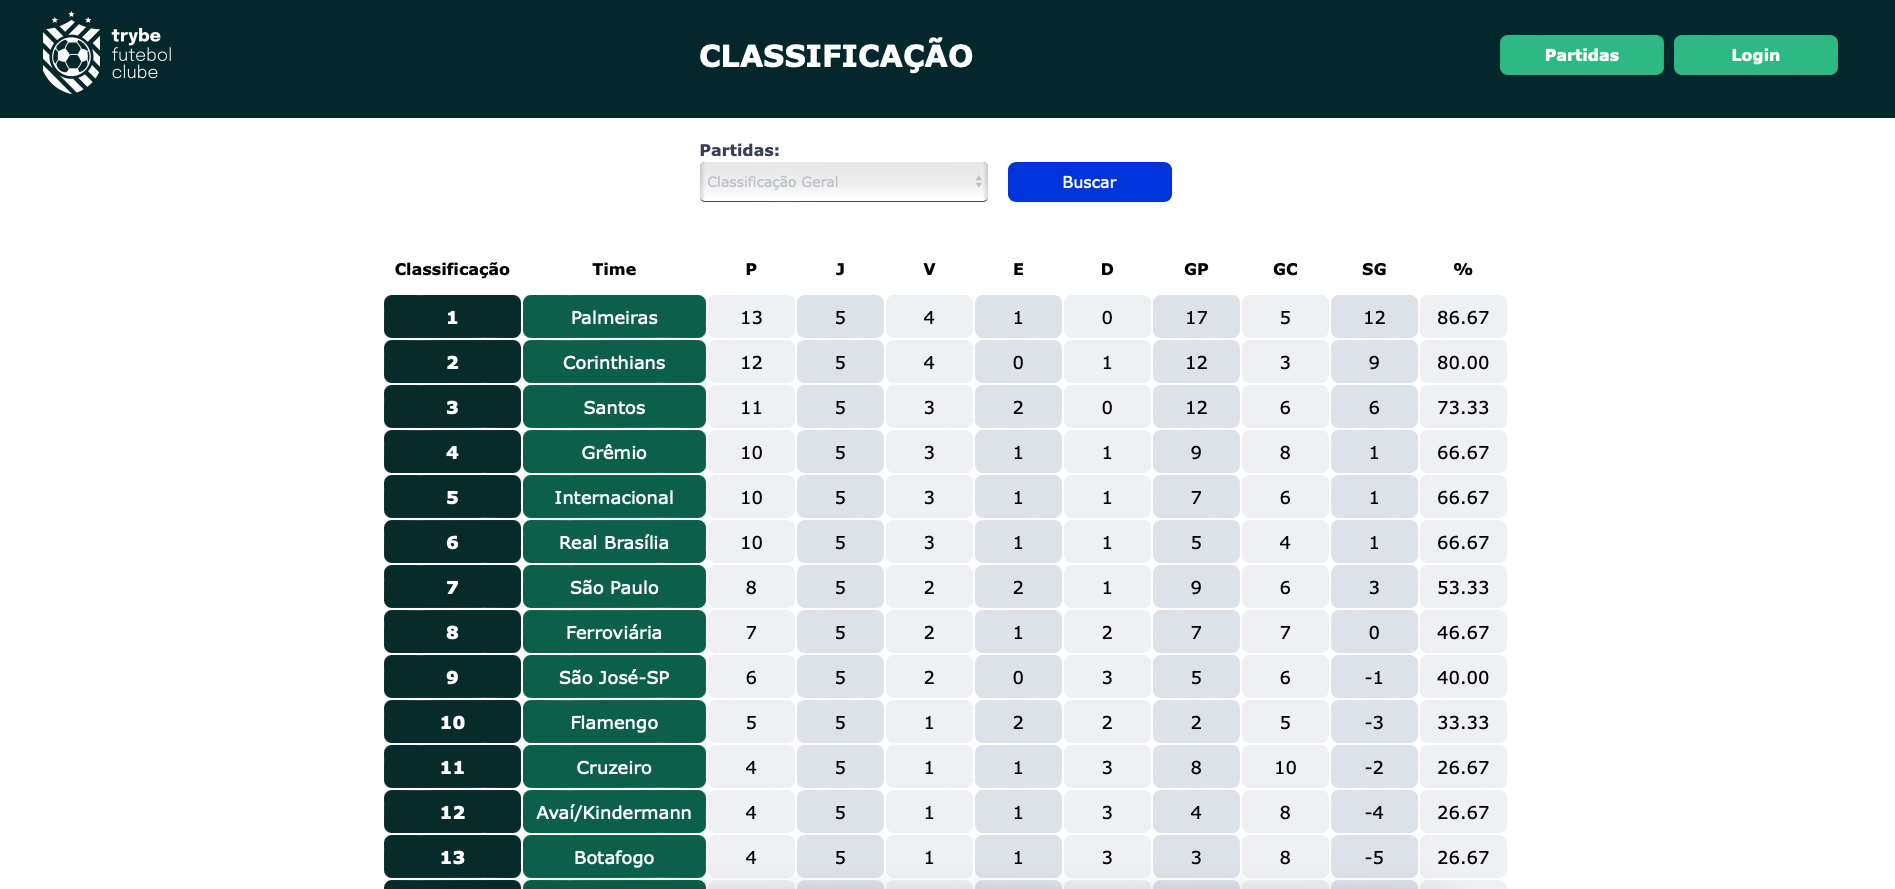 trybe
futebol
clube
CLASSIFICAÇÃO
Partidas
Login
Partidas:
Classificação Geral
Buscar
Classificação Time P J V E D GP GC SG %
1 Palmeiras 13 5 4 1 0 17 5 12 86.67
2 Corinthians 12 5 4 0 1 12 3 9 80.00
3 Santos 11 5 3 2 0 12 6 6 73.33
4 Grêmio 10 5 3 1 1 9 8 1 66.67
5 Internacional 10 5 3 1 1 7 6 1 66.67
6 Real Brasília 10 5 3 1 1 5 4 1 66.67
7 São Paulo 8 5 2 2 1 9 6 3 53.33
8 Ferroviária 7 5 2 1 2 7 7 0 46.67
9 São José-SP 6 5 2 0 3 5 6 -1 40.00
10 Flamengo 5 5 1 2 2 2 5 -3 33.33
11 Cruzeiro 4 5 1 1 3 8 10 -2 26.67
12 Avaí/Kindermann 4 5 1 1 3 4 8 -4 26.67
13 Botafogo 4 5 1 1 3 3 8 -5 26.67